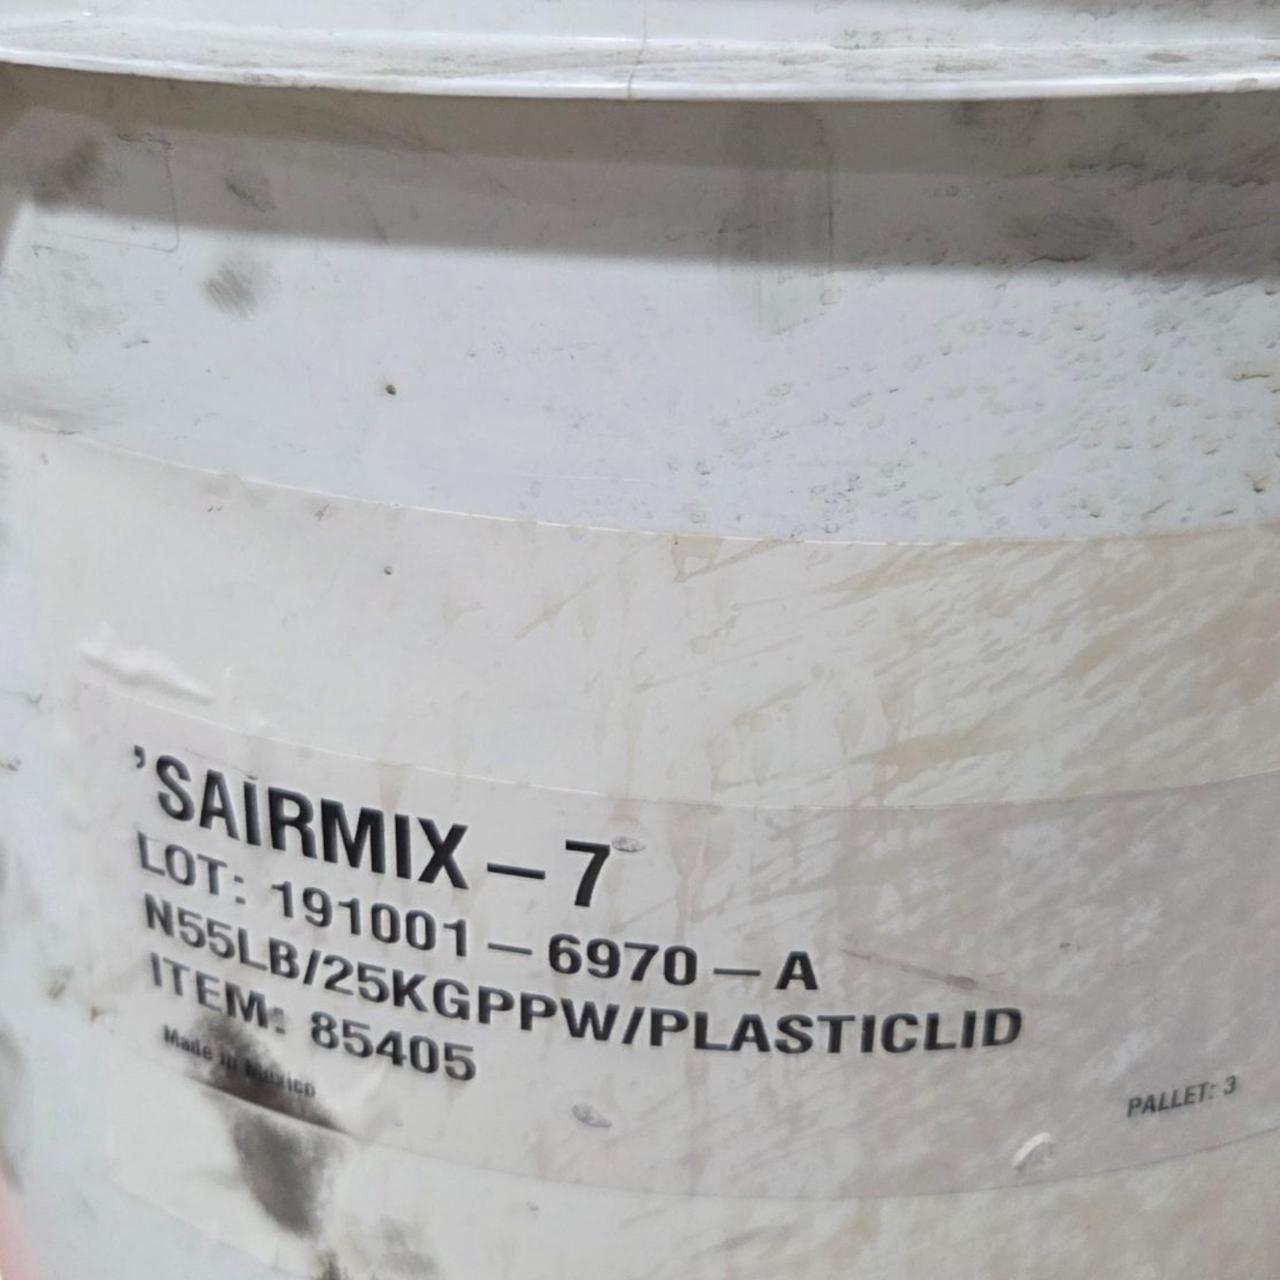 'SAIRMIX – 7
LOT: 191001 – 6970 – A
N55LB/25KGPPW/PLASTICLID
ITEM: 85405
Made in Mexico
PALLET: 3